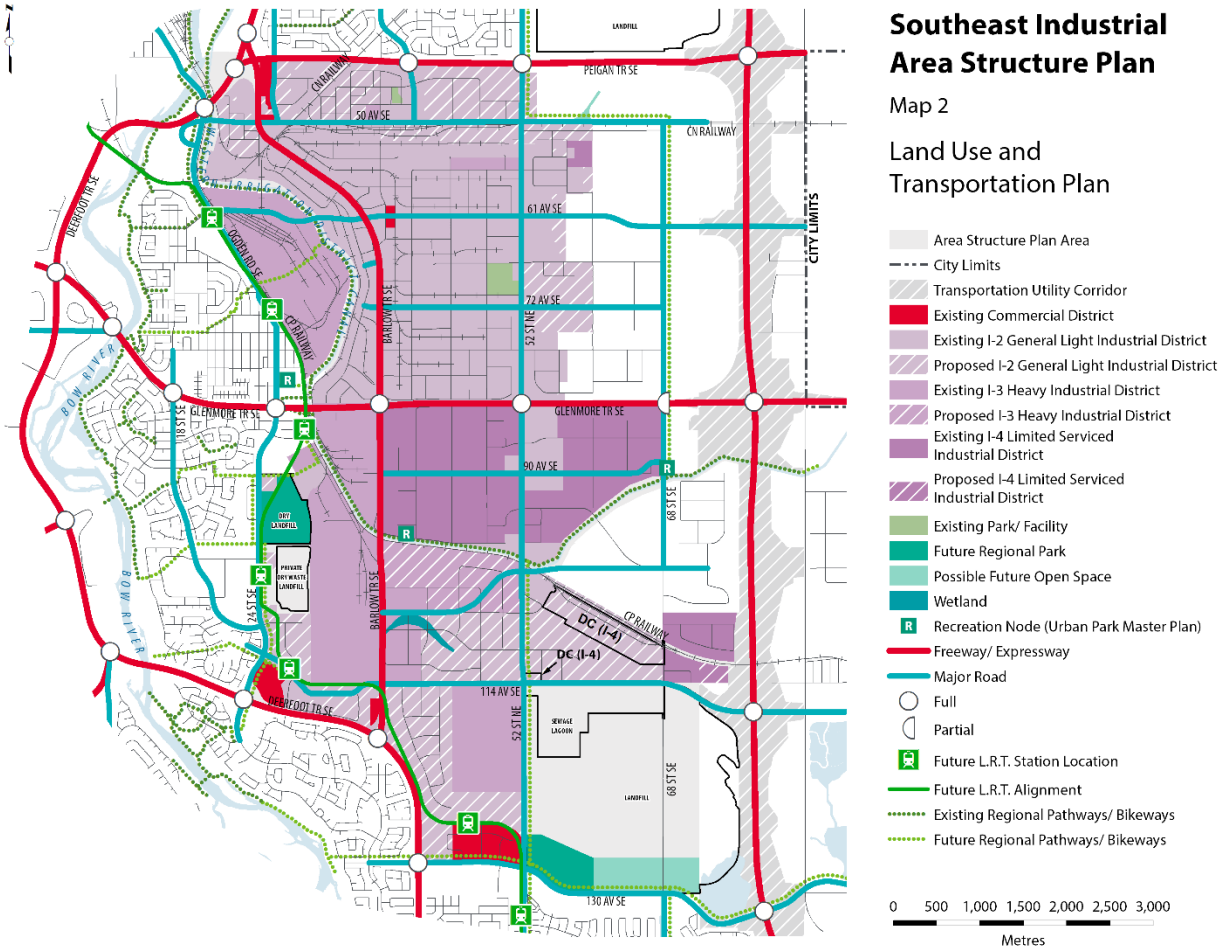 Southeast Industrial
Area Structure Plan
Map 2
Land Use and
Transportation Plan
Area Structure Plan Area
City Limits
Transportation Utility Corridor
Existing Commercial District
Existing I-2 General Light Industrial District
Proposed I-2 General Light Industrial District
Existing I-3 Heavy Industrial District
Proposed I-3 Heavy Industrial District
Existing I-4 Limited Serviced
Industrial District
Proposed I-4 Limited Serviced
Industrial District
Existing Park/ Facility
Future Regional Park
Possible Future Open Space
Wetland
R
Recreation Node (Urban Park Master Plan)
Freeway/ Expressway
Major Road
Full
Partial
Future L.R.T. Station Location
Future L.R.T. Alignment
Existing Regional Pathways/ Bikeways
Future Regional Pathways/ Bikeways
0 500 1,000 1,500 2,000 2,500 3,000
Metres
LANDFILL
PEIGAN TR SE
CN RAILWAY
50 AV SE
CN RAILWAY
DEERFOOT TR SE
61 AV SE
CITY LIMITS
OGDEN RD SE
72 AV SE
BARLOW TR SE
52 ST NE
CP RAILWAY
BOW RIVER
R
GLENMORE TR SE
GLENMORE TR SE
18 ST SE
90 AV SE
R
68 ST SE
DRY
LANDFILL
R
PRIVATE
DRY WASTE
LANDFILL
BOW RIVER
24 ST SE
BARLOW TR SE
DC (I-4)
CP RAILWAY
DC (I-4)
114 AV SE
DEERFOOT TR SE
52 ST NE
SEWAGE
LAGOON
68 ST SE
LANDFILL
130 AV SE